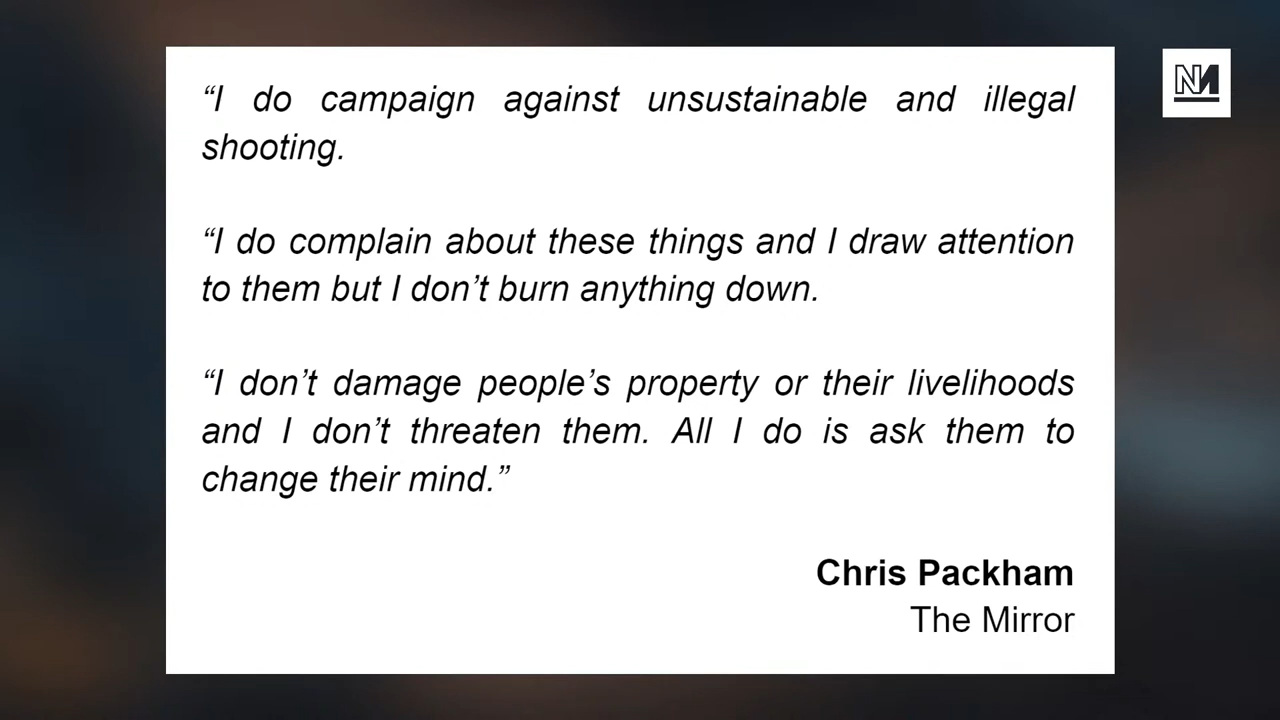 “I do campaign against unsustainable and illegal
shooting.
“I do complain about these things and I draw attention
to them but I don’t burn anything down.
“I don’t damage people’s property or their livelihoods
and I don’t threaten them. All I do is ask them to
change their mind.”
Chris Packham
The Mirror
NM